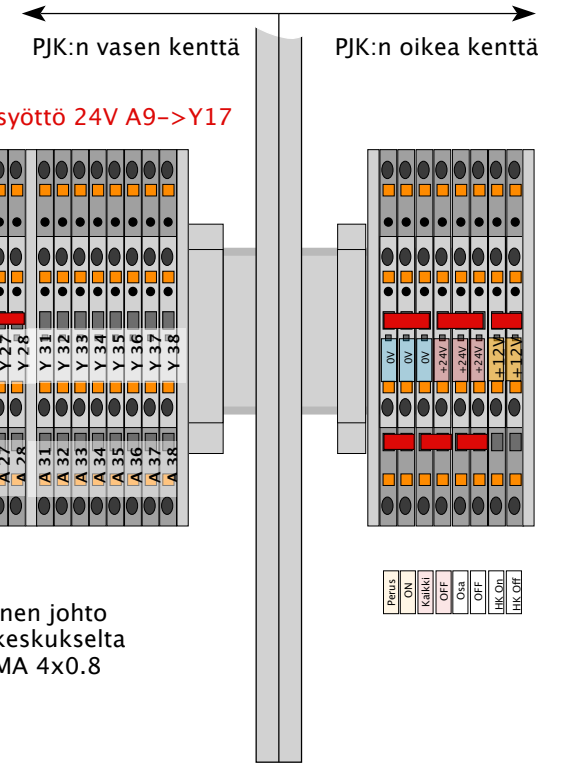 PJK:n vasen kenttä
PJK:n oikea kenttä
syöttö 24V A9->Y17
Y 27
Y 28
Y 31
Y 32
Y 33
Y 34
Y 35
Y 36
Y 37
Y 38
0V
0V
0V
+24V
+24V
+24V
+12V
+12V
A 27
A 28
A 31
A 32
A 33
A 34
A 35
A 36
A 37
A 38
Perus
ON
Kaikki
OFF
Osa
OFF
HK On
HK Off
nen johto
keskukselta
MA 4x0.8